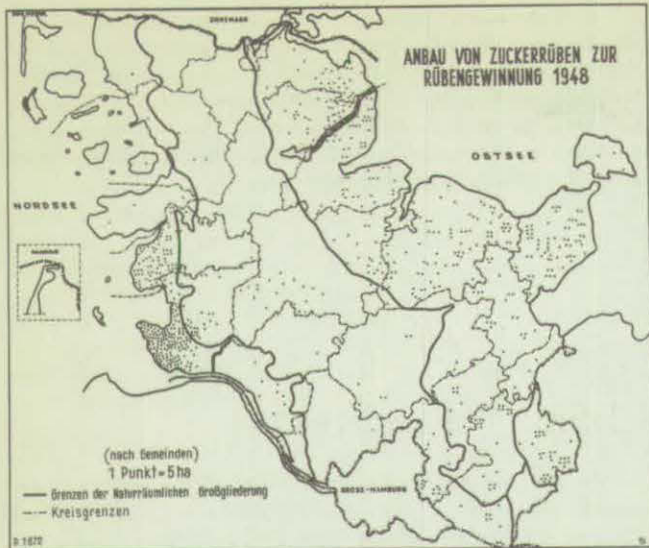 DÄNEMARK
ANBAU VON ZUCKERRÜBEN ZUR
RÜBENGEWINNUNG 1948
OSTSEE
NORDSEE
(nach Gemeinden)
1 Punkt = 5 ha
Grenzen der Naturräumlichen Großgliederung
Kreisgrenzen
GROSS-HAMBURG